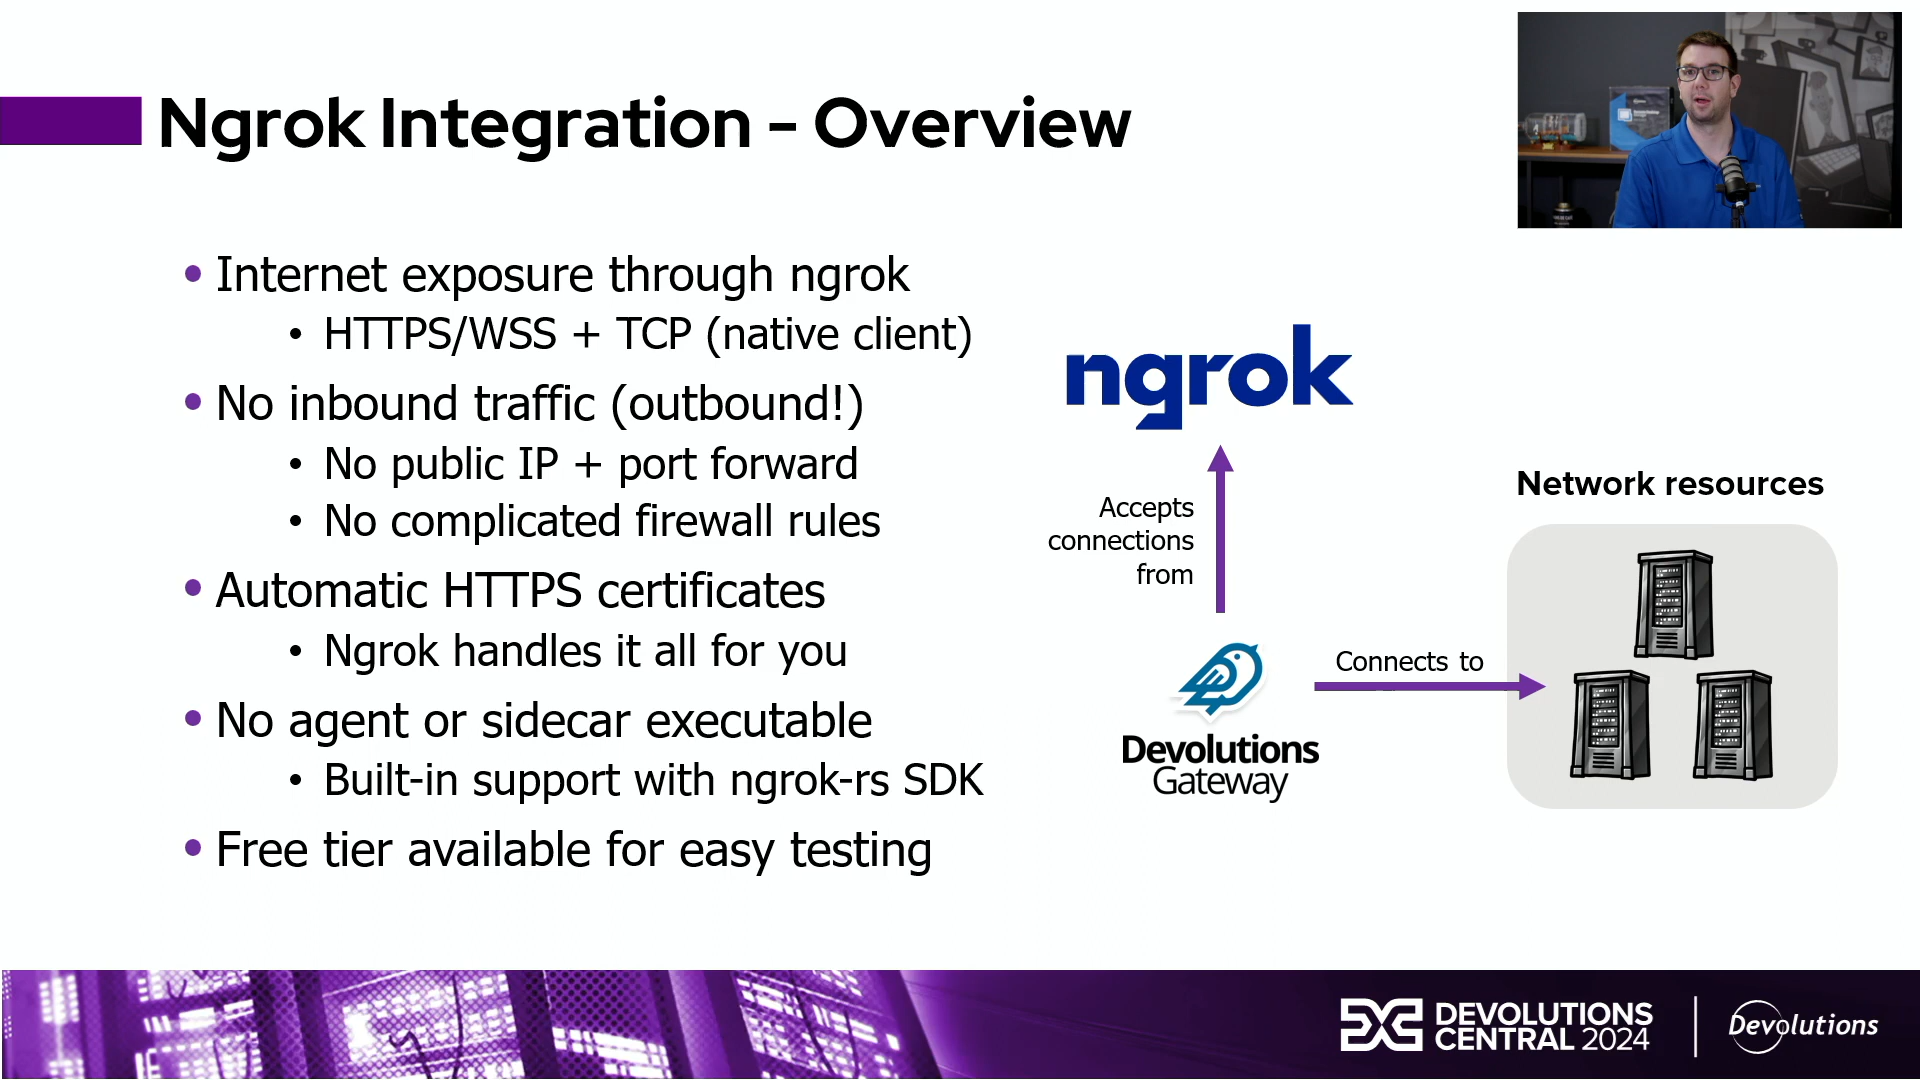 Ngrok Integration - Overview
• Internet exposure through ngrok
• HTTPS/WSS + TCP (native client)
• No inbound traffic (outbound!)
• No public IP + port forward
• No complicated firewall rules
• Automatic HTTPS certificates
• Ngrok handles it all for you
• No agent or sidecar executable
• Built-in support with ngrok-rs SDK
• Free tier available for easy testing
ngrok
Accepts
connections
from
Devolutions
Gateway
Connects to
Network resources
DEVOLUTIONS
CENTRAL 2024
Devolutions